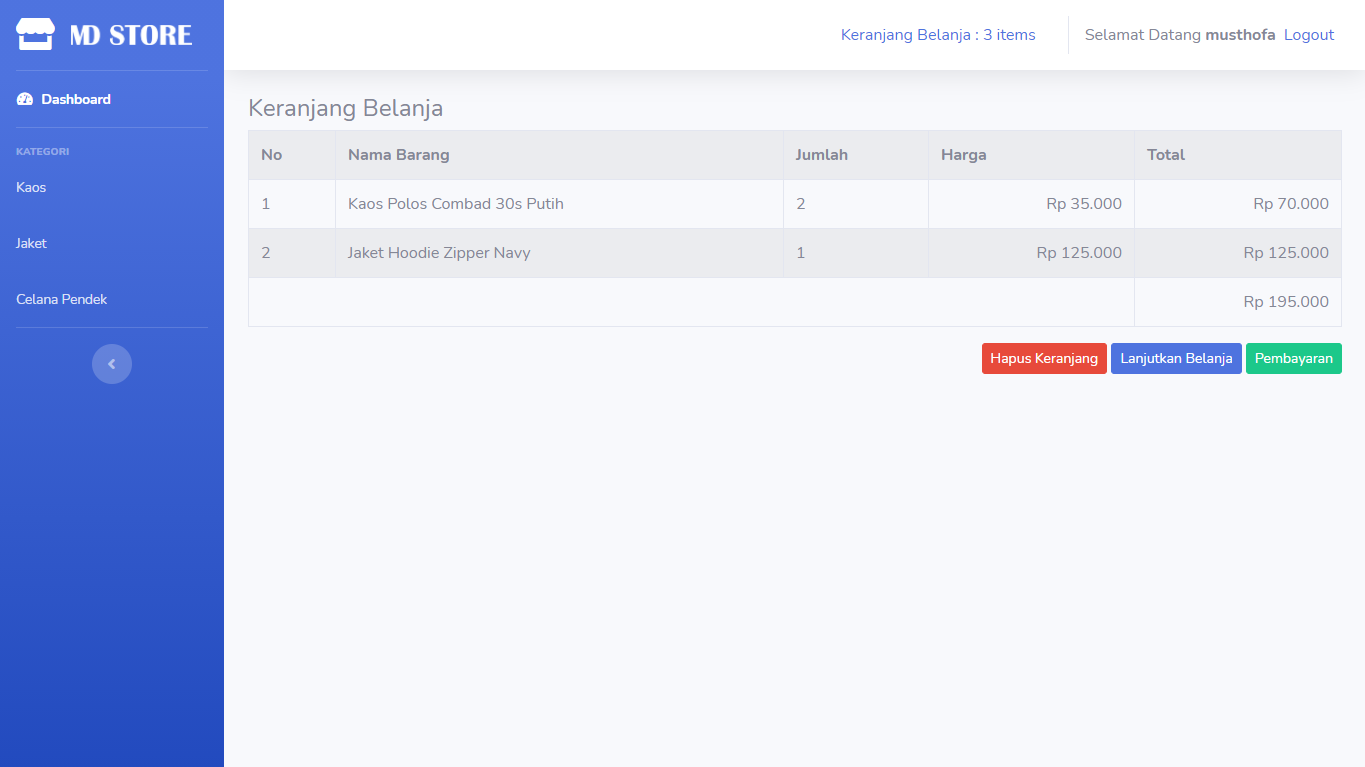 MD STORE
Keranjang Belanja : 3 items
Selamat Datang musthofa Logout
Dashboard
KATEGORI
Kaos
Jaket
Celana Pendek
Keranjang Belanja
No Nama Barang Jumlah Harga Total
1 Kaos Polos Combad 30s Putih 2 Rp 35.000 Rp 70.000
2 Jaket Hoodie Zipper Navy 1 Rp 125.000 Rp 125.000
Rp 195.000
Hapus Keranjang Lanjutkan Belanja Pembayaran